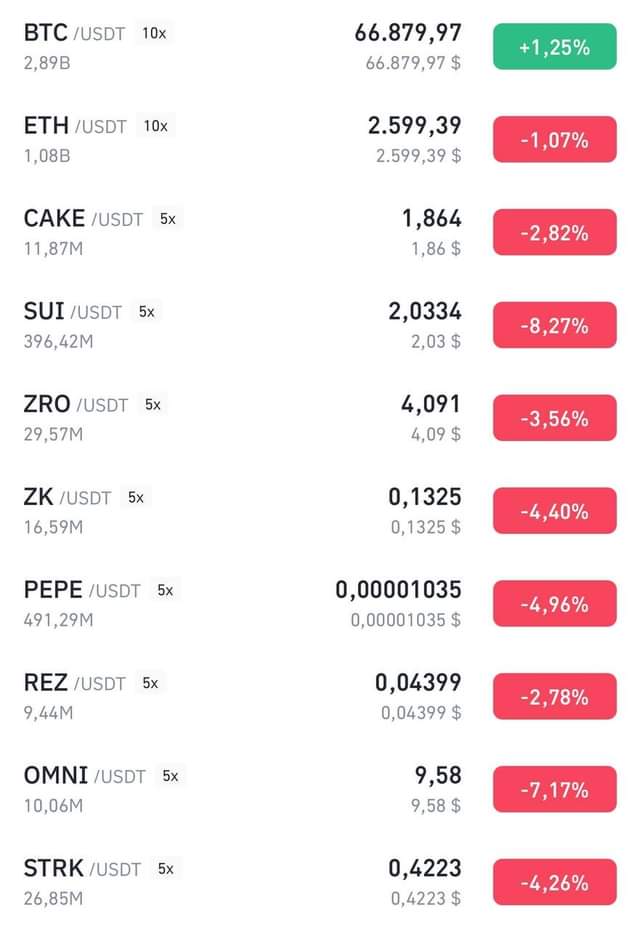 BTC /USDT 10x 66.879,97 +1,25%
2,89B 66.879,97 $
ETH /USDT 10x 2.599,39 -1,07%
1,08B 2.599,39 $
CAKE /USDT 5x 1,864 -2,82%
11,87M 1,86 $
SUI /USDT 5x 2,0334 -8,27%
396,42M 2,03 $
ZRO /USDT 5x 4,091 -3,56%
29,57M 4,09 $
ZK /USDT 5x 0,1325 -4,40%
16,59M 0,1325 $
PEPE /USDT 5x 0,00001035 -4,96%
491,29M 0,00001035 $
REZ /USDT 5x 0,04399 -2,78%
9,44M 0,04399 $
OMNI /USDT 5x 9,58 -7,17%
10,06M 9,58 $
STRK /USDT 5x 0,4223 -4,26%
26,85M 0,4223 $